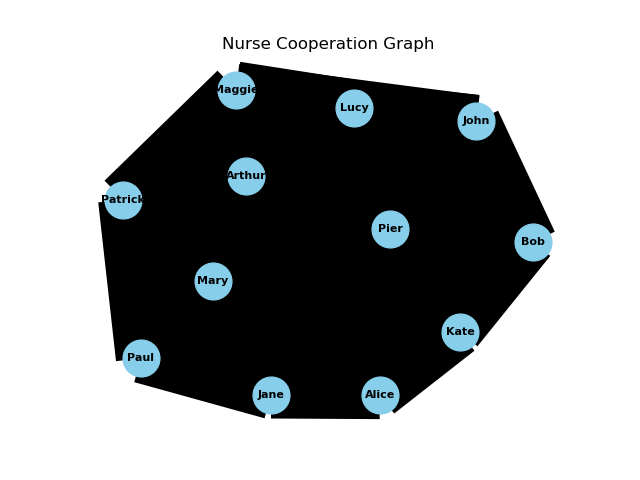 Nurse Cooperation Graph
Maggie
Lucy
John
Arthur
Patrick
Pier
Bob
Mary
Kate
Paul
Jane
Alice